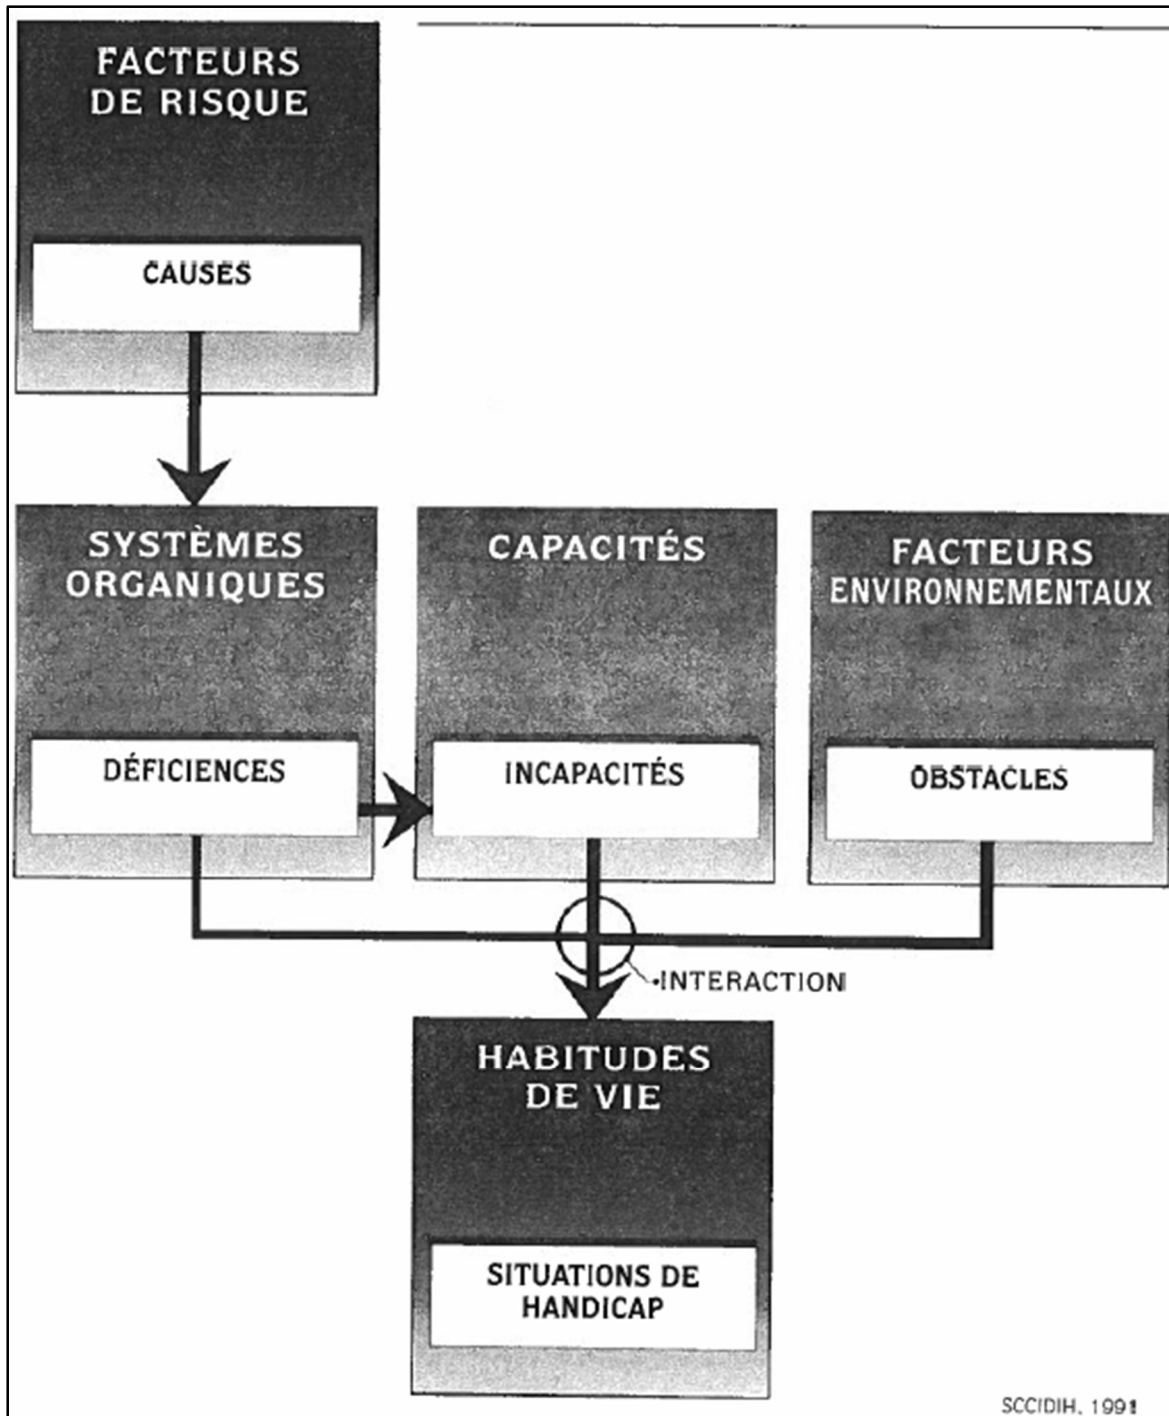 FACTEURS
DE RISQUE
CAUSES
SYSTÈMES
ORGANIQUES
DÉFICIENCES
CAPACITÉS
INCAPACITÉS
FACTEURS
ENVIRONNEMENTAUX
OBSTACLES
INTERACTION
HABITUDES
DE VIE
SITUATIONS DE
HANDICAP
SCCIDIH, 1991